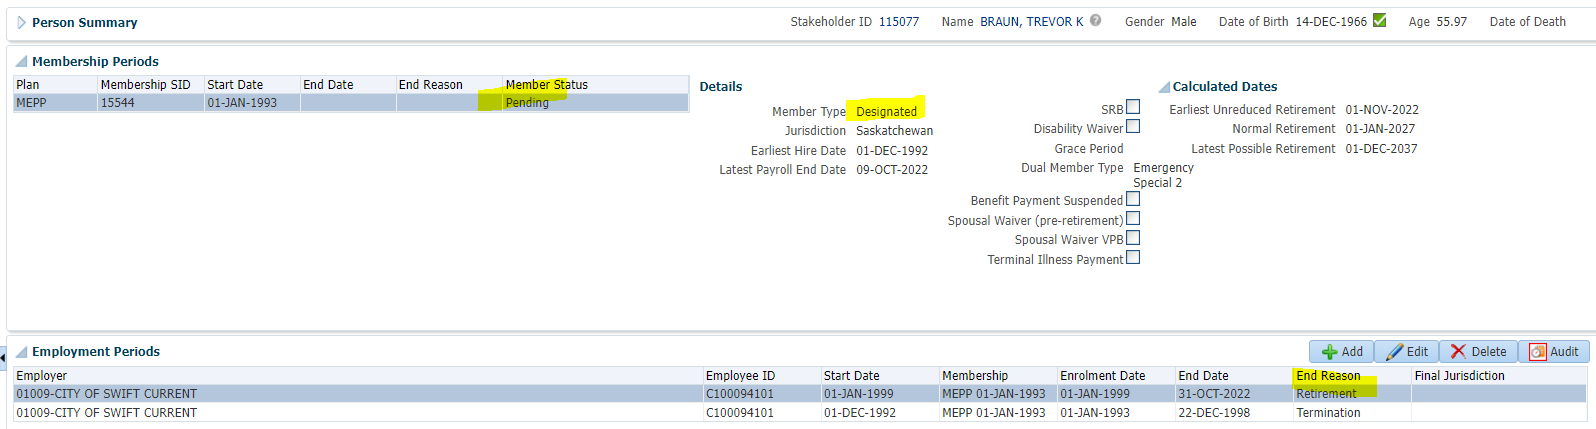 Person Summary Stakeholder ID 115077 Name BRAUN, TREVOR K Gender Male Date of Birth 14-DEC-1966 Age 55.97 Date of Death
Membership Periods
Plan Membership SID Start Date End Date End Reason Member Status
MEPP 15544 01-JAN-1993 Pending
Details
Member Type Designated
Jurisdiction Saskatchewan
Earliest Hire Date 01-DEC-1992
Latest Payroll End Date 09-OCT-2022
SRB
Disability Waiver
Grace Period
Dual Member Type Emergency
Special 2
Benefit Payment Suspended
Spousal Waiver (pre-retirement)
Spousal Waiver VPB
Terminal Illness Payment
Calculated Dates
Earliest Unreduced Retirement 01-NOV-2022
Normal Retirement 01-JAN-2027
Latest Possible Retirement 01-DEC-2037
Employment Periods Add Edit Delete Audit
Employer Employee ID Start Date Membership Enrolment Date End Date End Reason Final Jurisdiction
01009-CITY OF SWIFT CURRENT C100094101 01-JAN-1999 MEPP 01-JAN-1993 01-JAN-1999 31-OCT-2022 Retirement
01009-CITY OF SWIFT CURRENT C100094101 01-DEC-1992 MEPP 01-JAN-1993 01-JAN-1993 22-DEC-1998 Termination